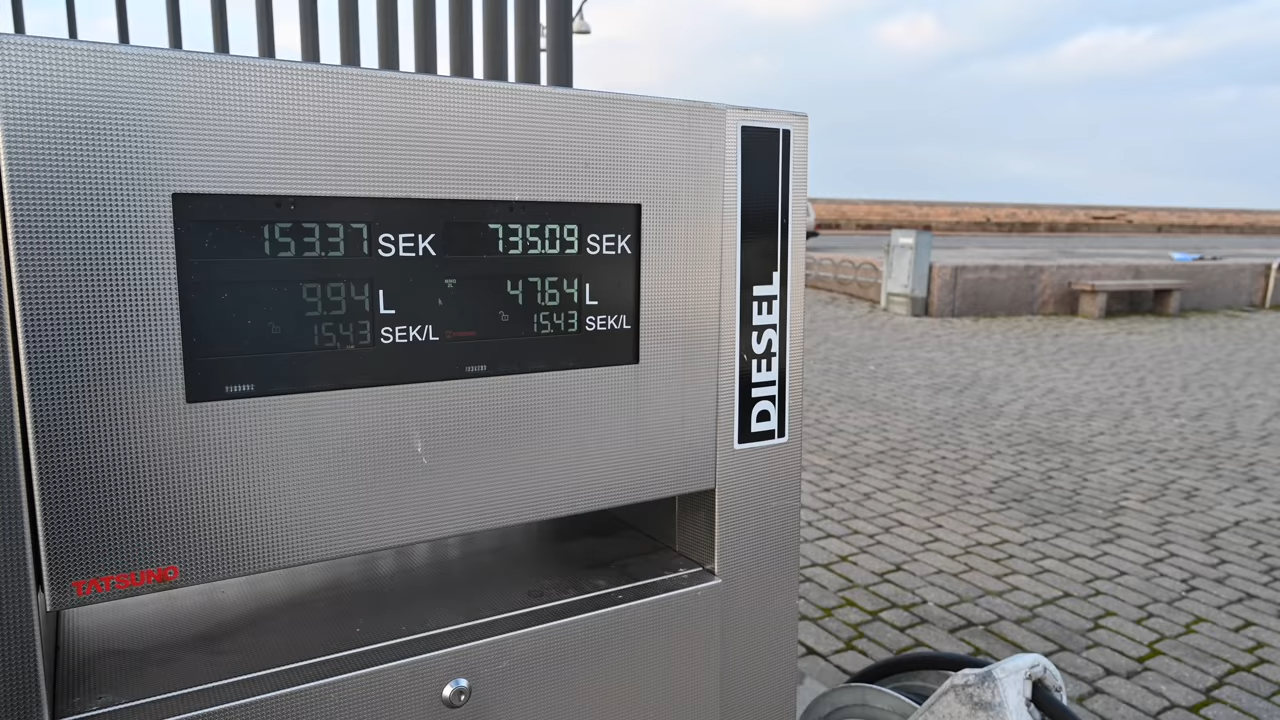 153.37 SEK
735.09 SEK
9.94 L
47.64 L
15.43 SEK/L
15.43 SEK/L
DIESEL
TATSUNO